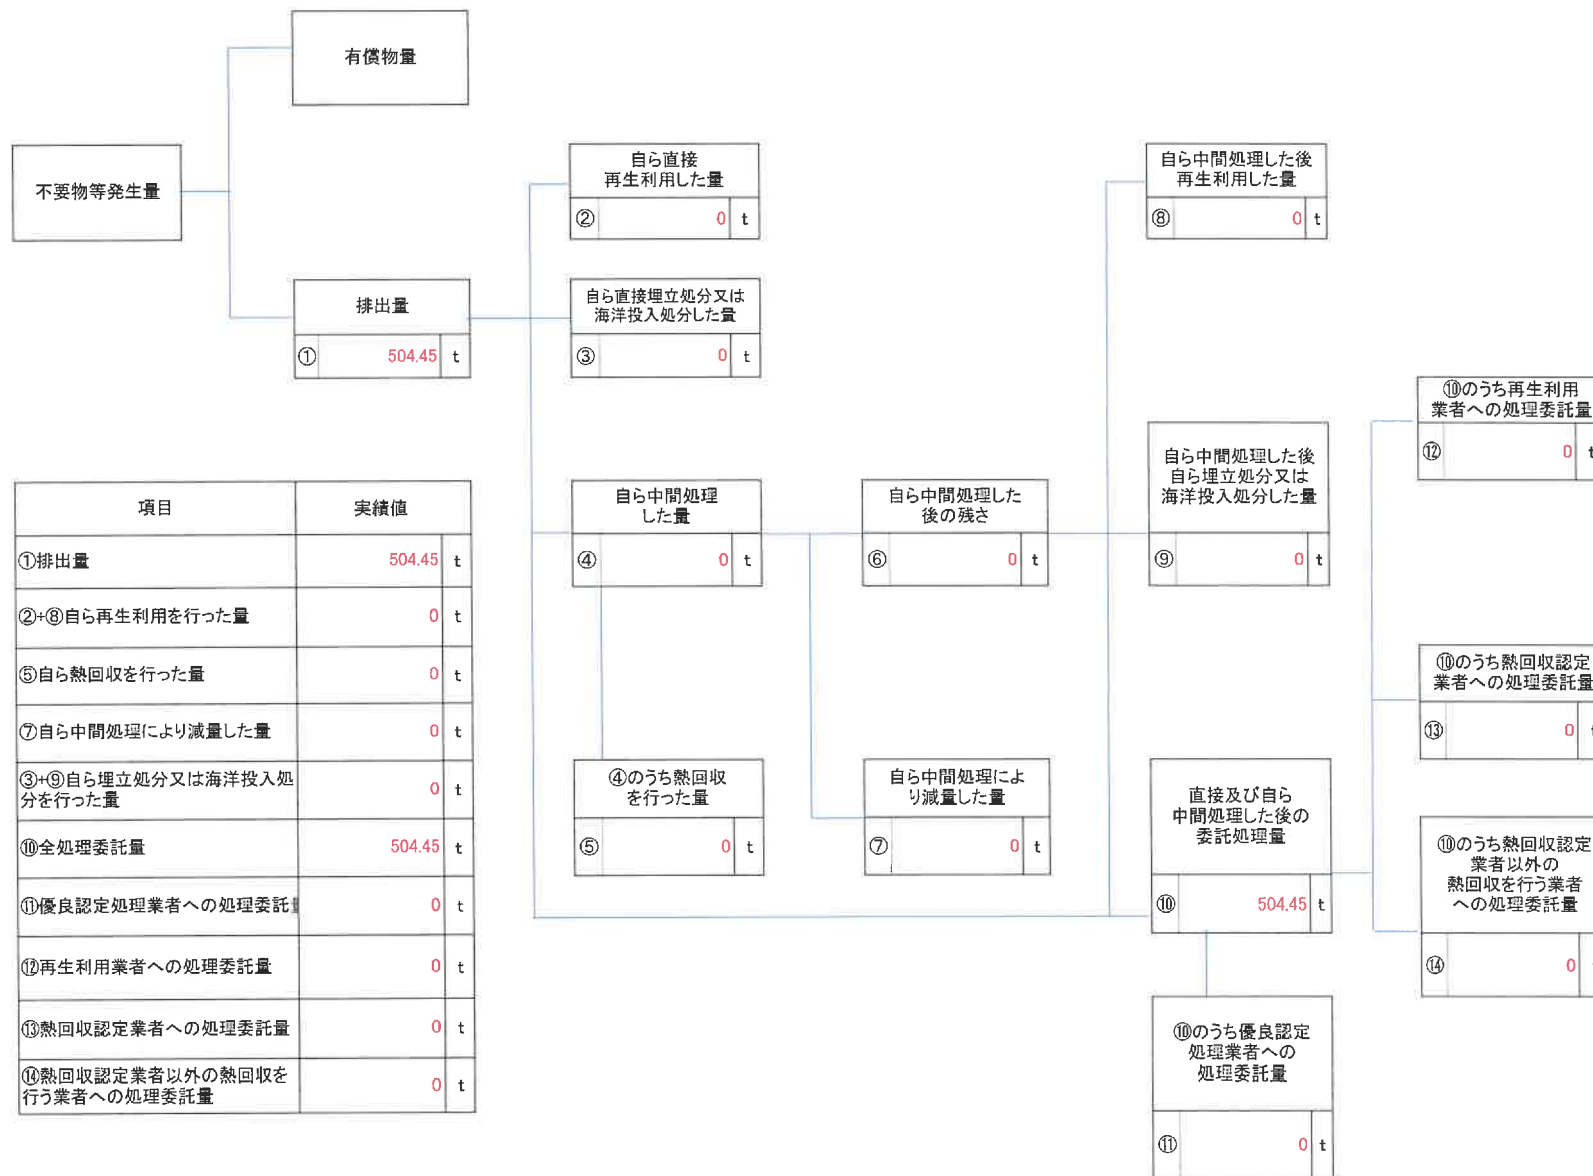 有償物量
不要物等発生量
排出量
① 504.45 t
自ら直接
再生利用した量
② 0 t
自ら直接埋立処分又は
海洋投入処分した量
③ 0 t
自ら中間処理
した量
④ 0 t
④のうち熱回収
を行った量
⑤ 0 t
自ら中間処理した
後の残さ
⑥ 0 t
自ら中間処理によ
り減量した量
⑦ 0 t
自ら中間処理した後
再生利用した量
⑧ 0 t
自ら中間処理した後
自ら埋立処分又は
海洋投入処分した量
⑨ 0 t
直接及び自ら
中間処理した後の
委託処理量
⑩ 504.45 t
⑩のうち優良認定
処理業者への
処理委託量
⑪ 0 t
⑩のうち再生利用
業者への処理委託量
⑫ 0 t
⑩のうち熱回収認定
業者への処理委託量
⑬ 0
⑩のうち熱回収認定
業者以外の
熱回収を行う業者
への処理委託量
⑭ 0
項目 実績値
①排出量 504.45 t
②+⑧自ら再生利用を行った量 0 t
⑤自ら熱回収を行った量 0 t
⑦自ら中間処理により減量した量 0 t
③+⑨自ら埋立処分又は海洋投入処
分を行った量 0 t
⑩全処理委託量 504.45 t
⑪優良認定処理業者への処理委託 0 t
⑫再生利用業者への処理委託量 0 t
⑬熱回収認定業者への処理委託量 0 t
⑭熱回収認定業者以外の熱回収を
行う業者への処理委託量 0 t